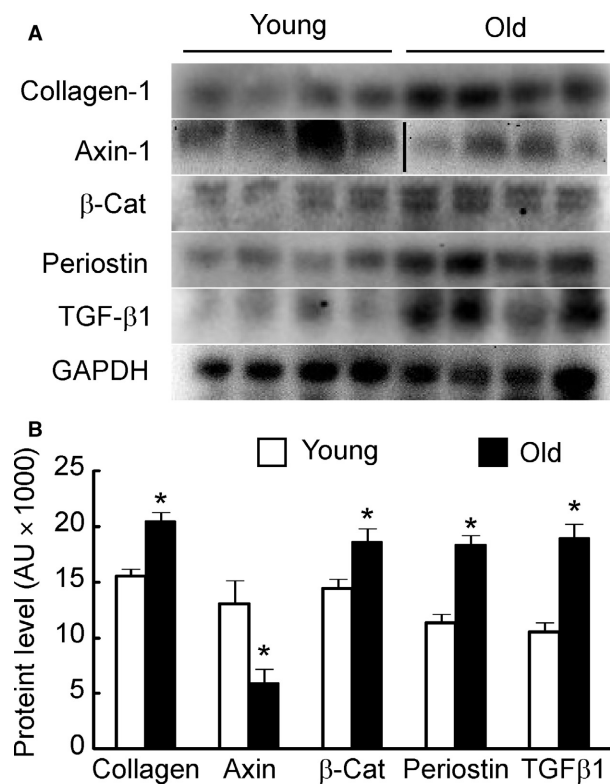 A
Young Old
Collagen-1
Axin-1
β-Cat
Periostin
TGF-β1
GAPDH
B
Young Old
Proteint level (AU × 1000)
25
20
15
10
5
0
* * * * *
Collagen Axin β-Cat Periostin TGFβ1